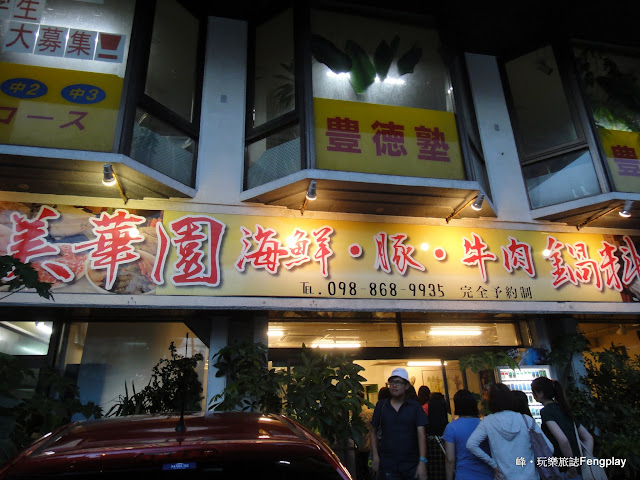 大募集!!
中2 中3
コース
豊徳塾
豊
美華園 海鮮・豚・牛肉鍋料
TEL. 098-868-9935 完全予約制
峰・玩樂旅誌Fengplay